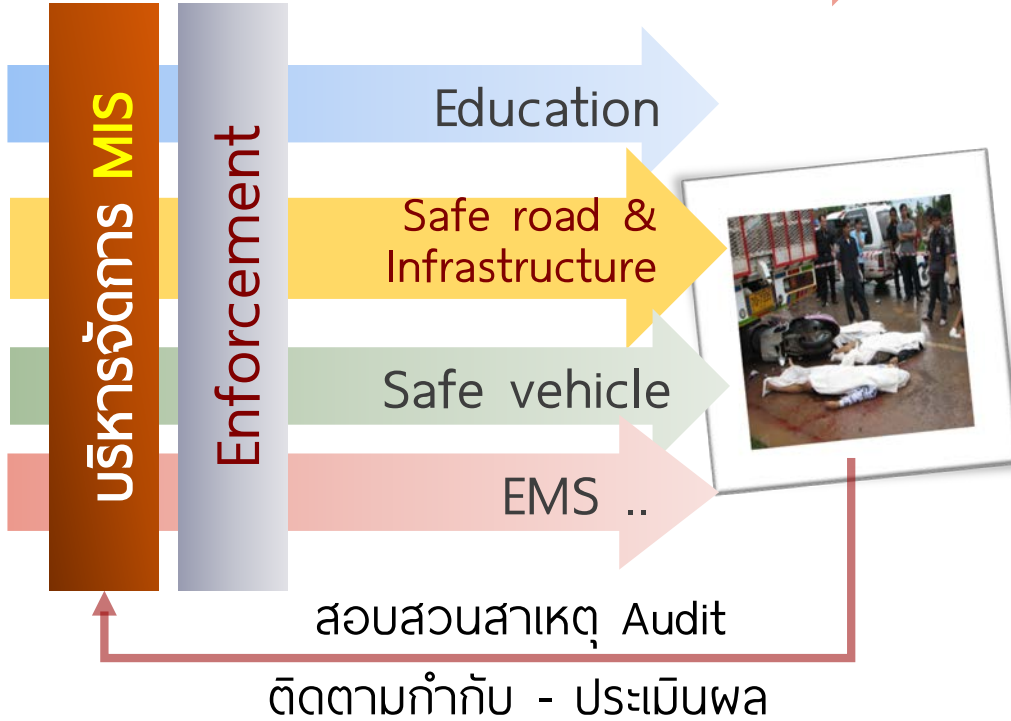 บริหารจัดการ MIS
Enforcement
Education
Safe road &
Infrastructure
Safe vehicle
EMS ..
สอบสวนสาเหตุ Audit
ติดตามกำกับ - ประเมินผล